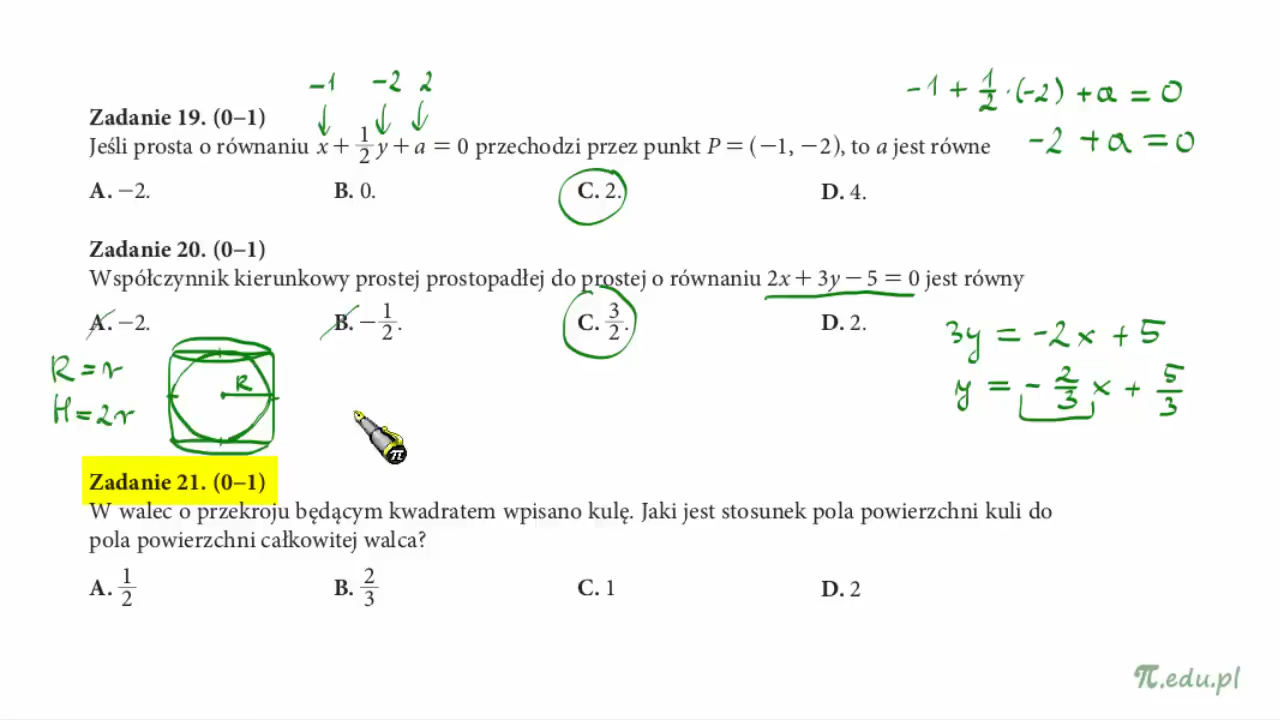 -1 -2 2
-1 + 1/2 · (-2) + a = 0
Zadanie 19. (0–1)
Jeśli prosta o równaniu x + 1/2 y + a = 0 przechodzi przez punkt P = (−1, −2), to a jest równe
-2 + a = 0
A. −2. B. 0. C. 2. D. 4.
Zadanie 20. (0–1)
Współczynnik kierunkowy prostej prostopadłej do prostej o równaniu 2x + 3y − 5 = 0 jest równy
A. −2. B. −1/2. C. 3/2. D. 2.
3y = -2x + 5
y = -2/3 x + 5/3
R = r
H = 2r
R
π
Zadanie 21. (0–1)
W walec o przekroju będącym kwadratem wpisano kulę. Jaki jest stosunek pola powierzchni kuli do
pola powierzchni całkowitej walca?
A. 1/2 B. 2/3 C. 1 D. 2
π.edu.pl